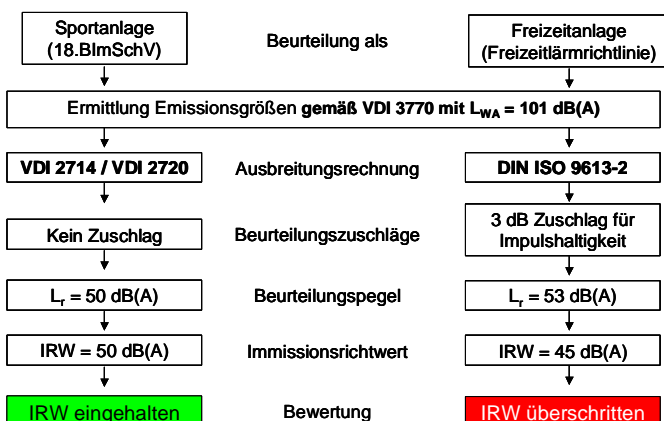 Sportanlage
(18.BImSchV)
Beurteilung als
Freizeitanlage
(Freizeitlärmrichtlinie)
Ermittlung Emissionsgrößen gemäß VDI 3770 mit LWA = 101 dB(A)
VDI 2714 / VDI 2720
Ausbreitungsrechnung
DIN ISO 9613-2
Kein Zuschlag
Beurteilungszuschläge
3 dB Zuschlag für
Impulshaltigkeit
Lr = 50 dB(A)
Beurteilungspegel
Lr = 53 dB(A)
IRW = 50 dB(A)
Immissionsrichtwert
IRW = 45 dB(A)
IRW eingehalten
Bewertung
IRW überschritten